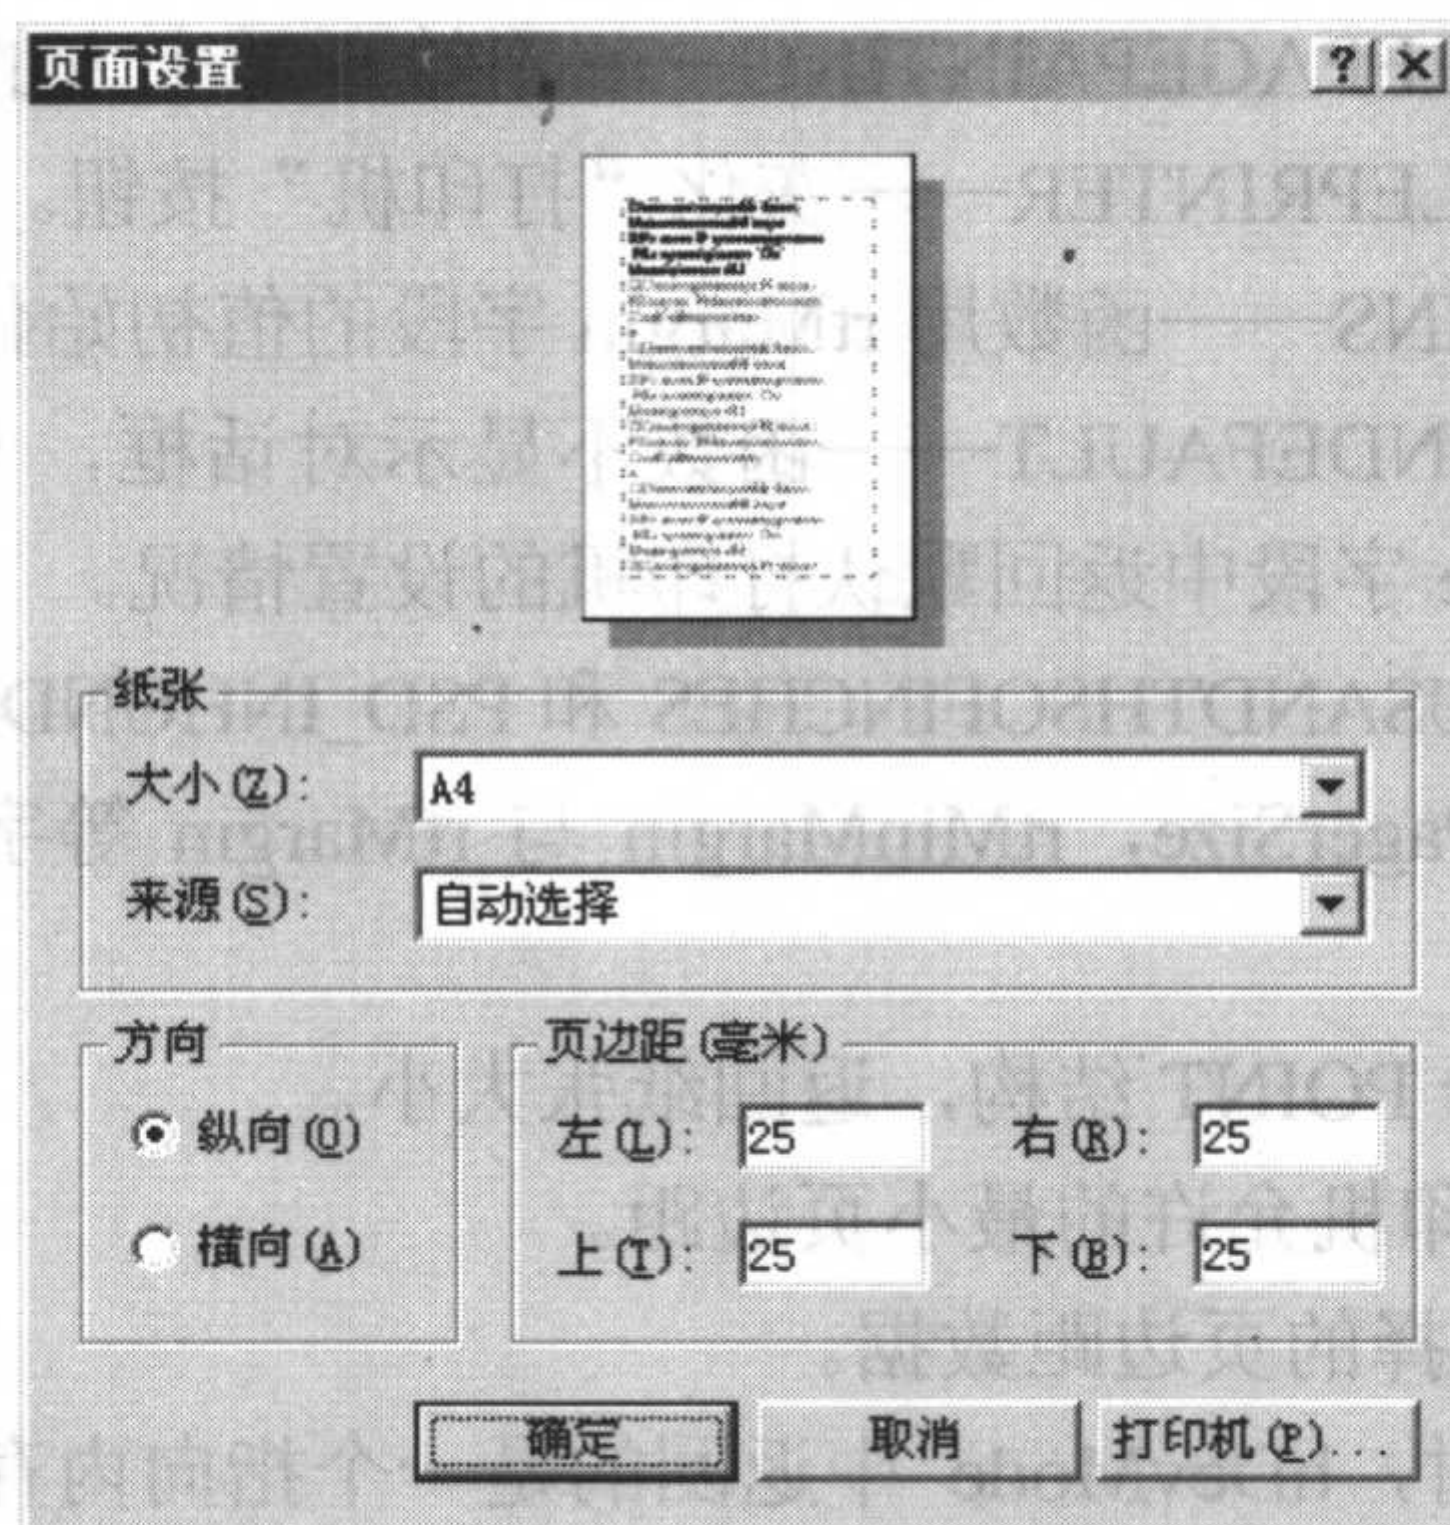 页面设置
纸张
大小(Z): A4
来源(S): 自动选择
方向
纵向(O)
横向(A)
页边距(毫米)
左(L): 25 右(R): 25
上(T): 25 下(B): 25
确定 取消 打印机(P)...